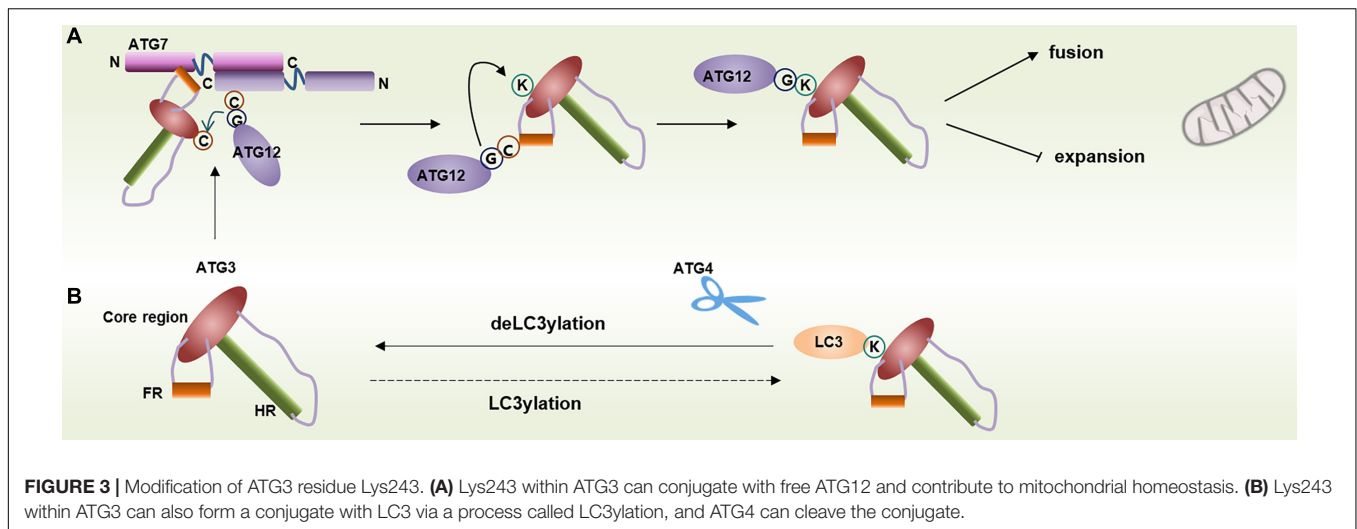 A
ATG7
N
C
C
N
C
G
C
ATG12
K
G
C
ATG12
ATG12
G
K
fusion
expansion
ATG3
B
Core region
FR
HR
ATG4
deLC3ylation
LC3ylation
LC3
K
FIGURE 3 | Modification of ATG3 residue Lys243. (A) Lys243 within ATG3 can conjugate with free ATG12 and contribute to mitochondrial homeostasis. (B) Lys243
within ATG3 can also form a conjugate with LC3 via a process called LC3ylation, and ATG4 can cleave the conjugate.